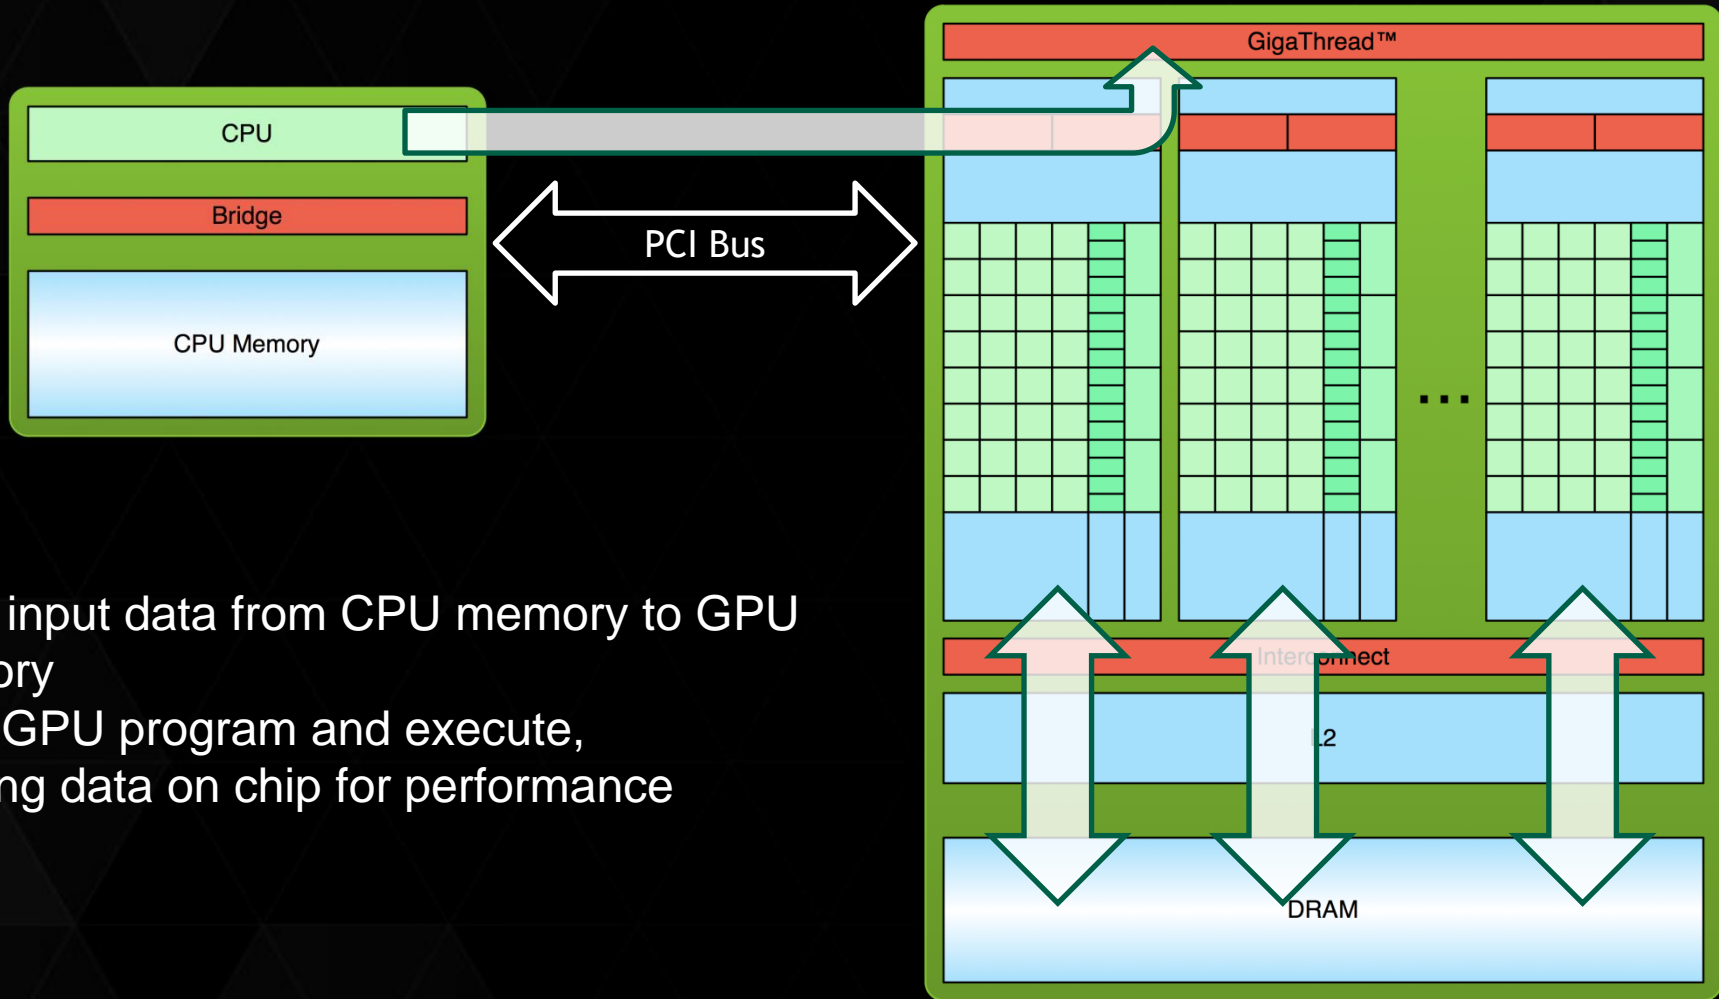 GigaThread™
CPU
Bridge
PCI Bus
CPU Memory
...
input data from CPU memory to GPU
ory
GPU program and execute,
ng data on chip for performance
Interconnect
L2
DRAM